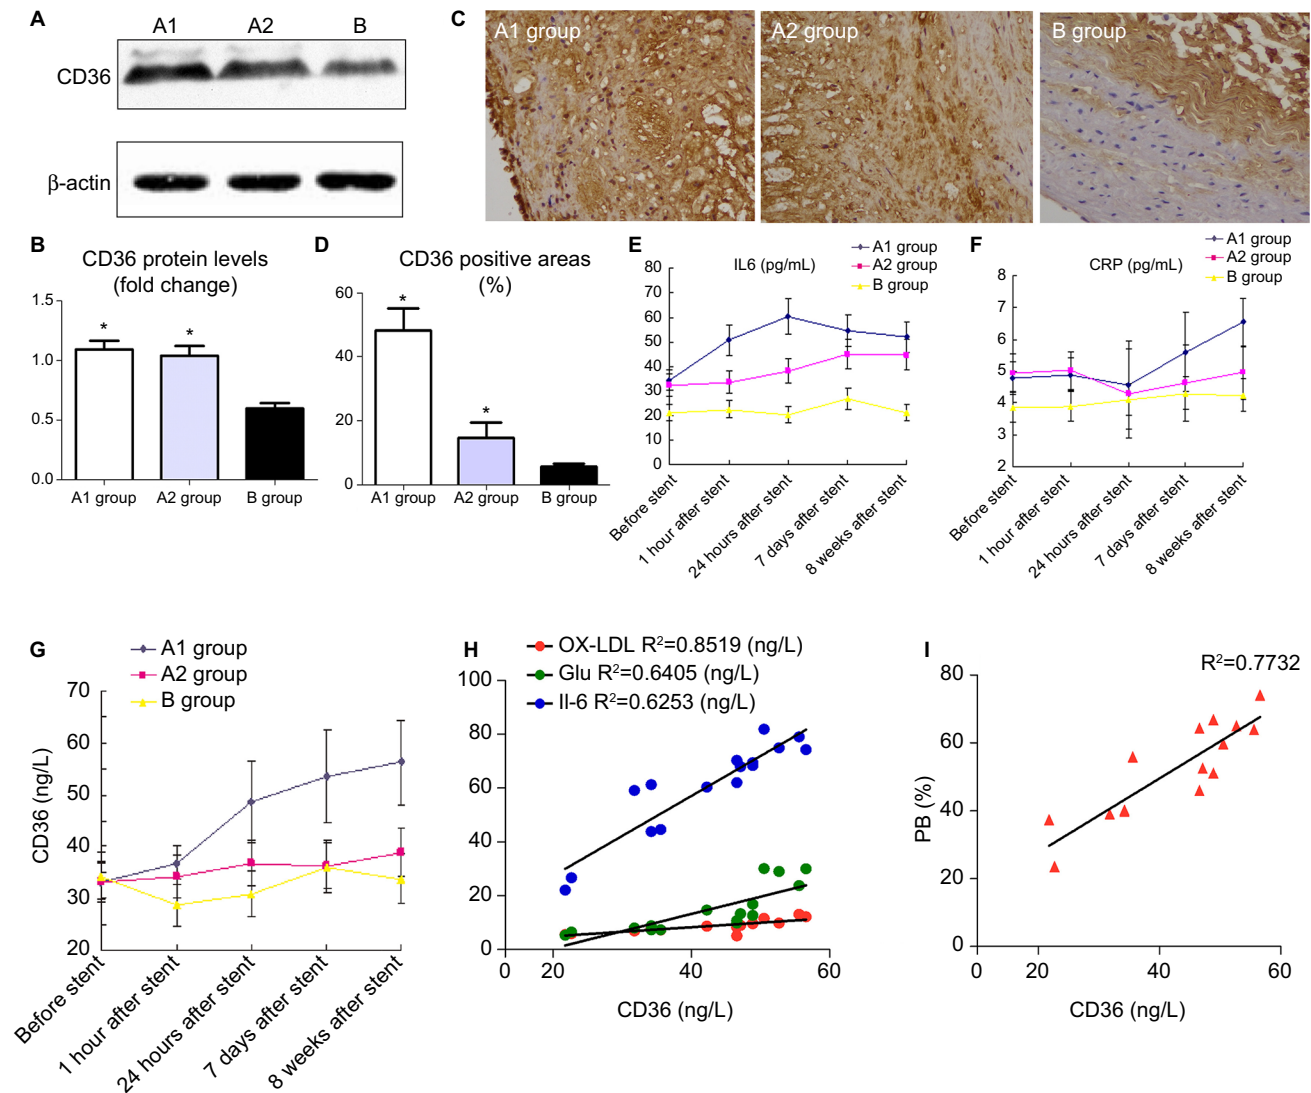 A
A1 A2 B
CD36
β-actin
C
A1 group
A2 group
B group
B
CD36 protein levels
(fold change)
1.5
1.0
0.5
0.0
* *
A1 group A2 group B group
D
CD36 positive areas
(%)
60
40
20
0
*
*
A1 group A2 group B group
E
IL6 (pg/mL)
A1 group
A2 group
B group
80
70
60
50
40
30
20
10
0
Before stent
1 hour after stent
24 hours after stent
7 days after stent
8 weeks after stent
F
CRP (pg/mL)
A1 group
A2 group
B group
8
7
6
5
4
3
2
Before stent
1 hour after stent
24 hours after stent
7 days after stent
8 weeks after stent
G
A1 group
A2 group
B group
CD36 (ng/L)
70
60
50
40
30
20
Before stent
1 hour after stent
24 hours after stent
7 days after stent
8 weeks after stent
H
OX-LDL R²=0.8519 (ng/L)
Glu R²=0.6405 (ng/L)
Il-6 R²=0.6253 (ng/L)
100
80
60
40
20
0
0 20 40 60
CD36 (ng/L)
I
R²=0.7732
PB (%)
80
60
40
20
0
0 20 40 60
CD36 (ng/L)